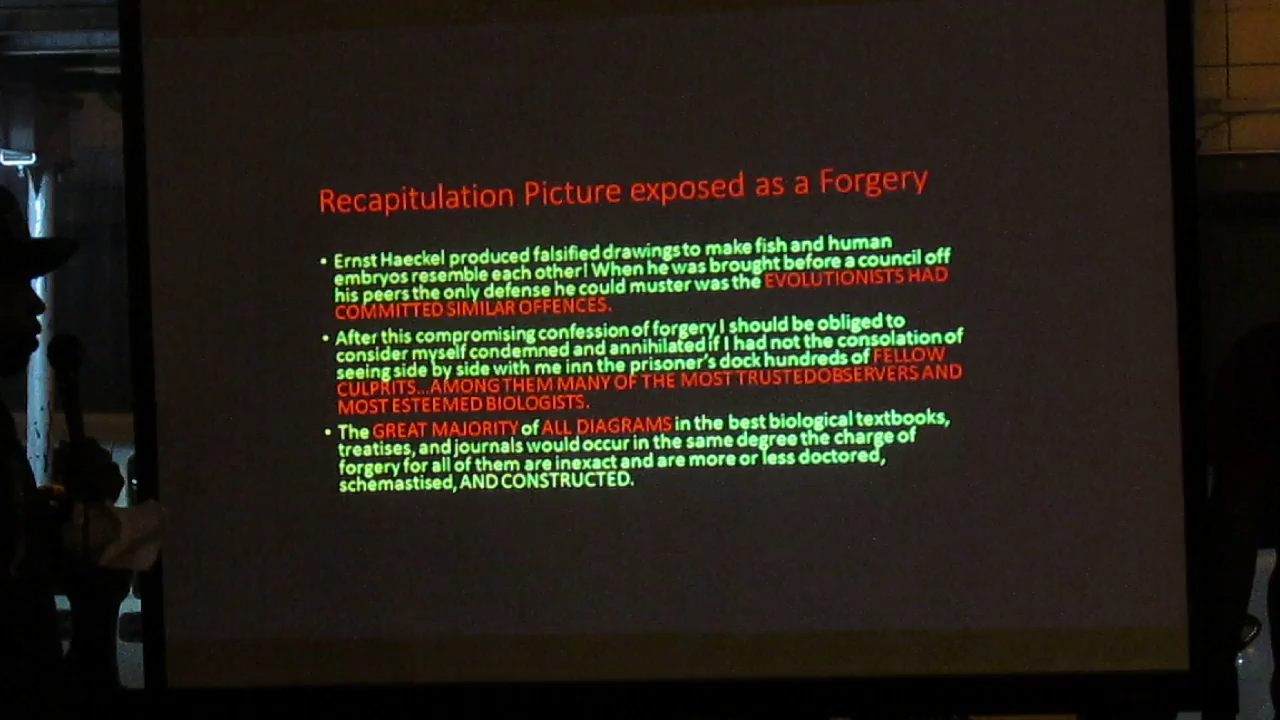 Recapitulation Picture exposed as a Forgery
• Ernst Haeckel produced falsified drawings to make fish and human
embryos resemble each other! When he was brought before a council off
his peers the only defense he could muster was the EVOLUTIONISTS HAD
COMMITTED SIMILAR OFFENCES.
• After this compromising confession of forgery I should be obliged to
consider myself condemned and annihilated if I had not the consolation of
seeing side by side with me inn the prisoner's dock hundreds of FELLOW
CULPRITS...AMONG THEM MANY OF THE MOST TRUSTEDOBSERVERS AND
MOST ESTEEMED BIOLOGISTS.
• The GREAT MAJORITY of ALL DIAGRAMS in the best biological textbooks,
treatises, and journals would occur in the same degree the charge of
forgery for all of them are inexact and are more or less doctored,
schemastised, AND CONSTRUCTED.